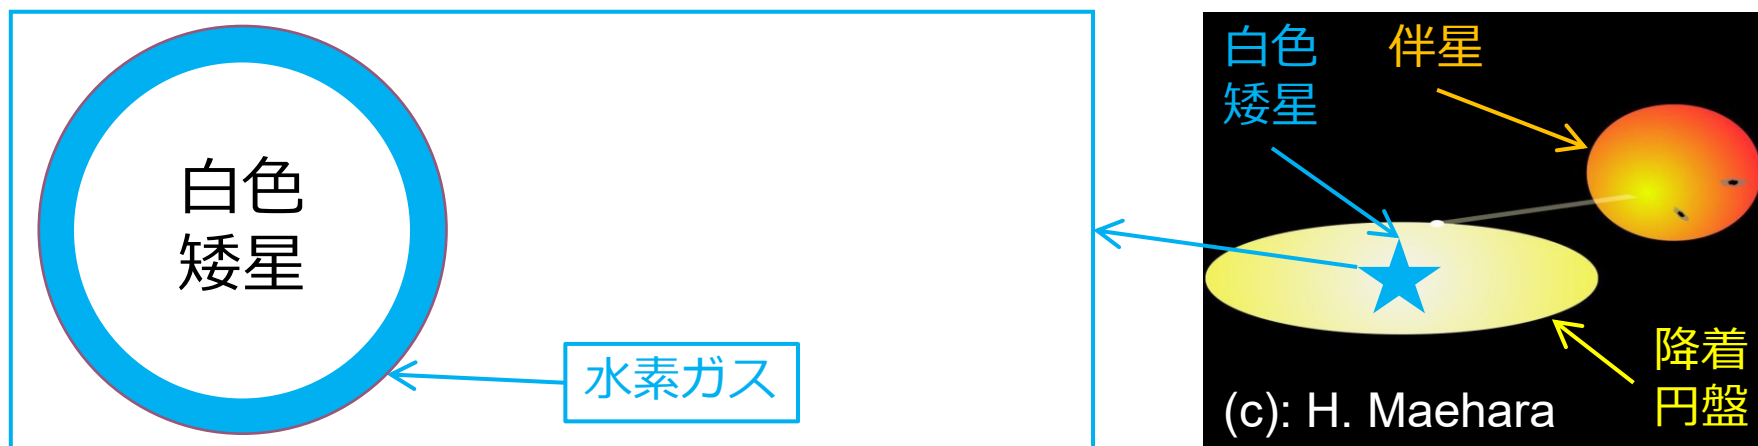 白色
矮星
水素ガス
白色
矮星
伴星
降着
円盤
(c): H. Maehara